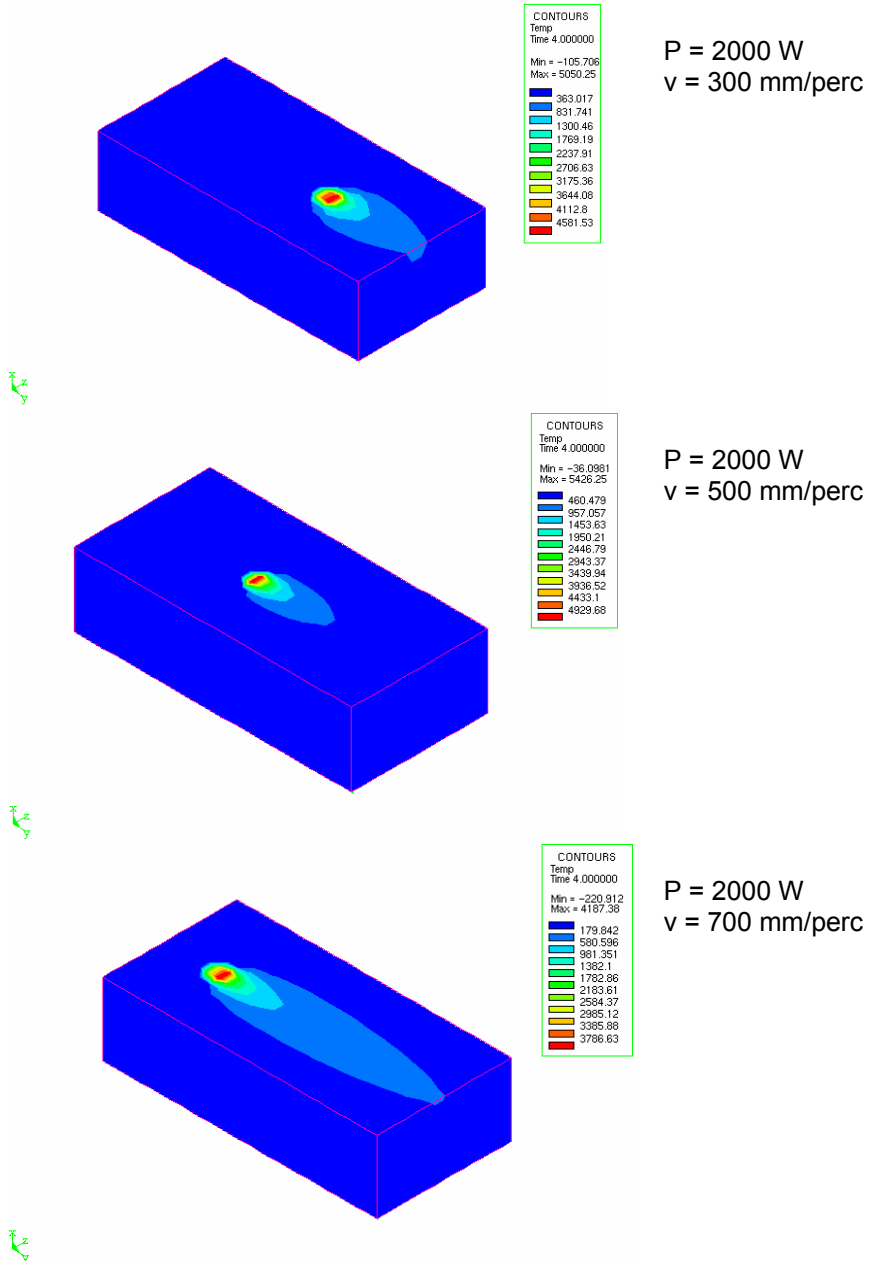 CONTOURS
Temp
Time 4.000000
Min = -105.706
Max = 5050.25
363.017
831.741
1300.46
1769.19
2237.91
2706.63
3175.36
3644.08
4112.8
4581.53
P = 2000 W
v = 300 mm/perc
x
z
y
CONTOURS
Temp
Time 4.000000
Min = -36.0981
Max = 5426.25
460.479
957.057
1453.63
1950.21
2446.79
2943.37
3439.94
3936.52
4433.1
4929.68
P = 2000 W
v = 500 mm/perc
x
z
y
CONTOURS
Temp
Time 4.000000
Min = -220.912
Max = 4187.38
179.842
580.596
981.351
1382.1
1782.86
2183.61
2584.37
2985.12
3385.88
3786.63
P = 2000 W
v = 700 mm/perc
x
z
y